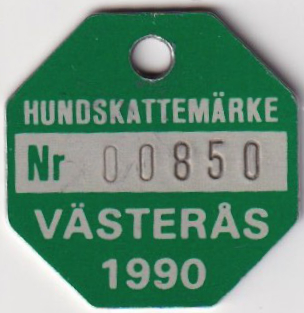 HUNDSKATTEMÄRKE
Nr 00850
VÄSTERÅS
1990